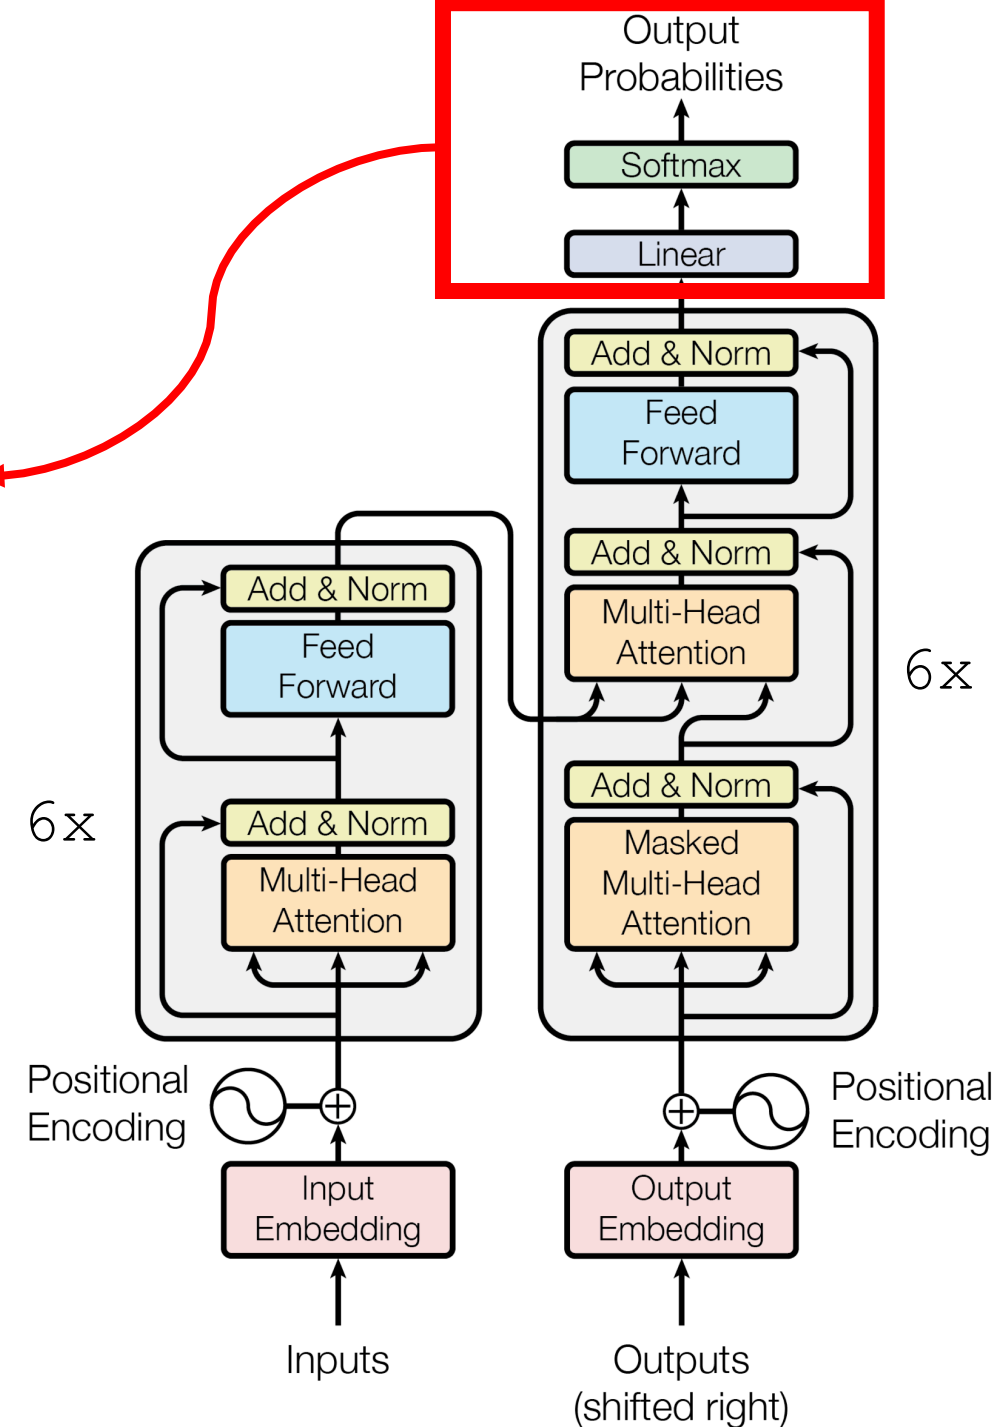 Output
Probabilities
Softmax
Linear
Add & Norm
Feed
Forward
Add & Norm
Multi-Head
Attention
6x
Add & Norm
Masked
Multi-Head
Attention
Add & Norm
Feed
Forward
6x
Add & Norm
Multi-Head
Attention
Positional
Encoding
Positional
Encoding
Input
Embedding
Output
Embedding
Inputs
Outputs
(shifted right)